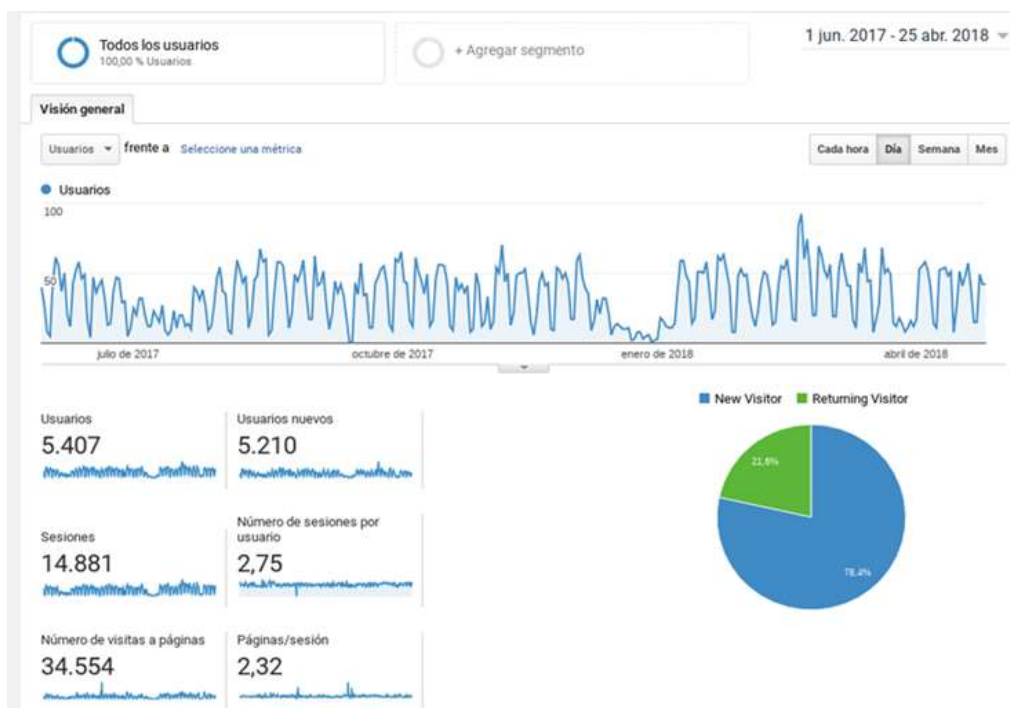 Todos los usuarios
100,00 % Usuarios
+ Agregar segmento
1 jun. 2017 - 25 abr. 2018
Visión general
Usuarios frente a Seleccione una métrica
Cada hora Día Semana Mes
Usuarios
100
50
julio de 2017 octubre de 2017 enero de 2018 abril de 2018
New Visitor Returning Visitor
Usuarios
5.407
Usuarios nuevos
5.210
21,6%
78,4%
Sesiones
14.881
Número de sesiones por
usuario
2,75
Número de visitas a páginas
34.554
Páginas/sesión
2,32